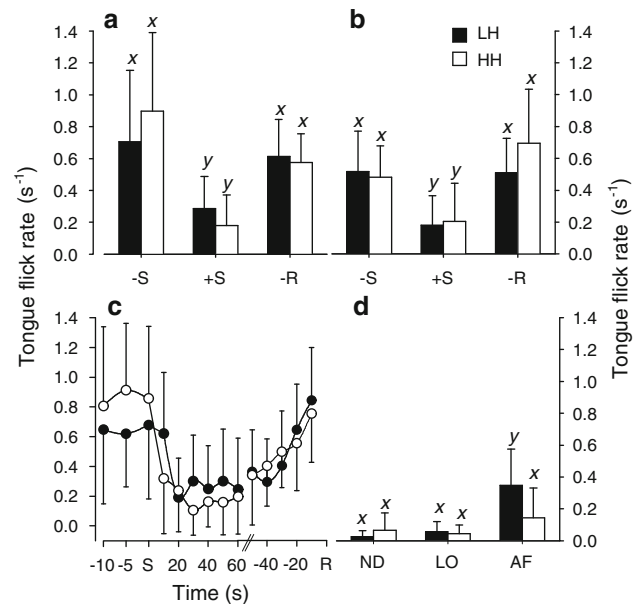 a
b
LH
HH
1.4
1.2
1.0
0.8
0.6
0.4
0.2
0.0
x
x
y
y
x
x
x
x
y
y
x
x
1.4
1.2
1.0
0.8
0.6
0.4
0.2
0.0
-S
+S
-R
-S
+S
-R
Tongue flick rate (s⁻¹)
Tongue flick rate (s⁻¹)
c
d
1.4
1.2
1.0
0.8
0.6
0.4
0.2
0.0
x
x
x
x
y
x
1.4
1.2
1.0
0.8
0.6
0.4
0.2
0.0
-10
-5
S
20
40
60
-40
-20
R
ND
LO
AF
Time (s)